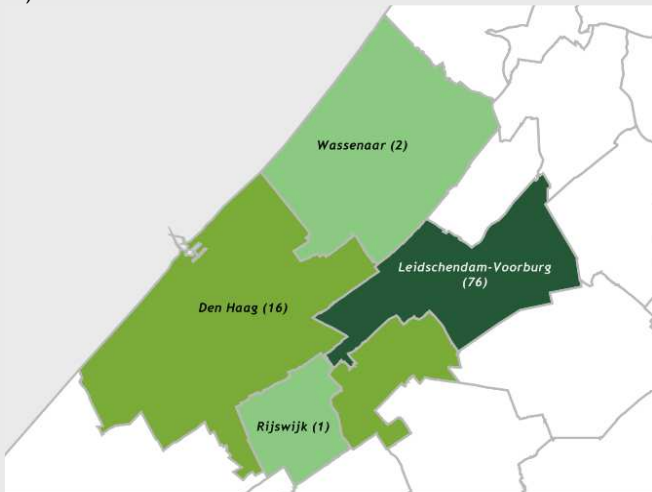 Wassenaar (2)
Leidschendam-Voorburg
(76)
Den Haag (16)
Rijswijk (1)